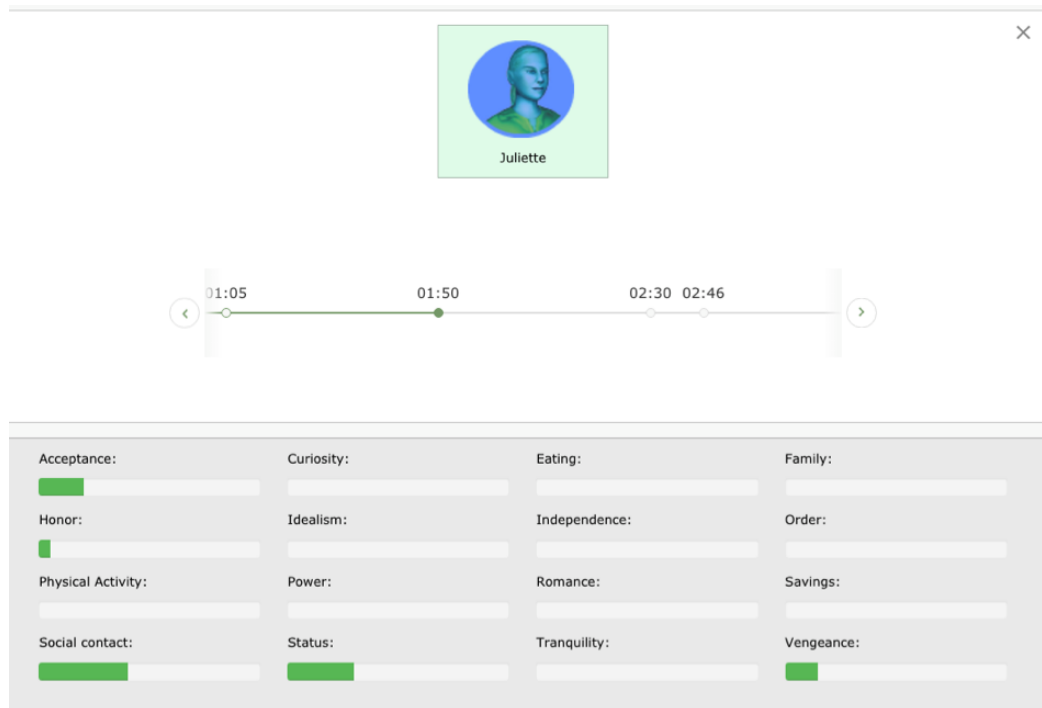 Juliette
01:05 01:50 02:30 02:46
Acceptance: Curiosity: Eating: Family:
Honor: Idealism: Independence: Order:
Physical Activity: Power: Romance: Savings:
Social contact: Status: Tranquility: Vengeance: